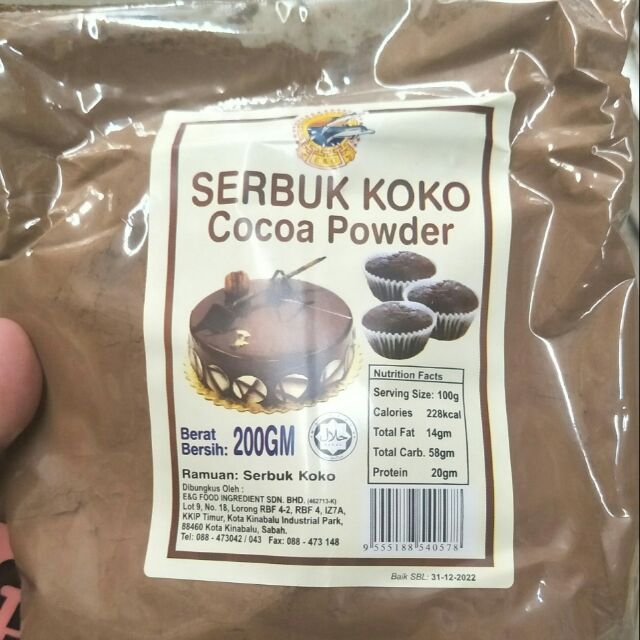 SERBUK KOKO
Cocoa Powder
Berat
Bersih: 200GM
حلال
Nutrition Facts
Serving Size: 100g
Calories 228kcal
Total Fat 14gm
Total Carb. 58gm
Protein 20gm
Ramuan: Serbuk Koko
Dibungkus Oleh :
E&G FOOD INGREDIENT SDN. BHD. (462713-K)
Lot 9, No. 18, Lorong RBF 4-2, RBF 4, IZ7A,
KKIP Timur, Kota Kinabalu Industrial Park,
88460 Kota Kinabalu, Sabah.
Tel: 088 - 473042 / 043 Fax: 088 - 473 148
9 555188 540578
Baik SBL: 31-12-2022